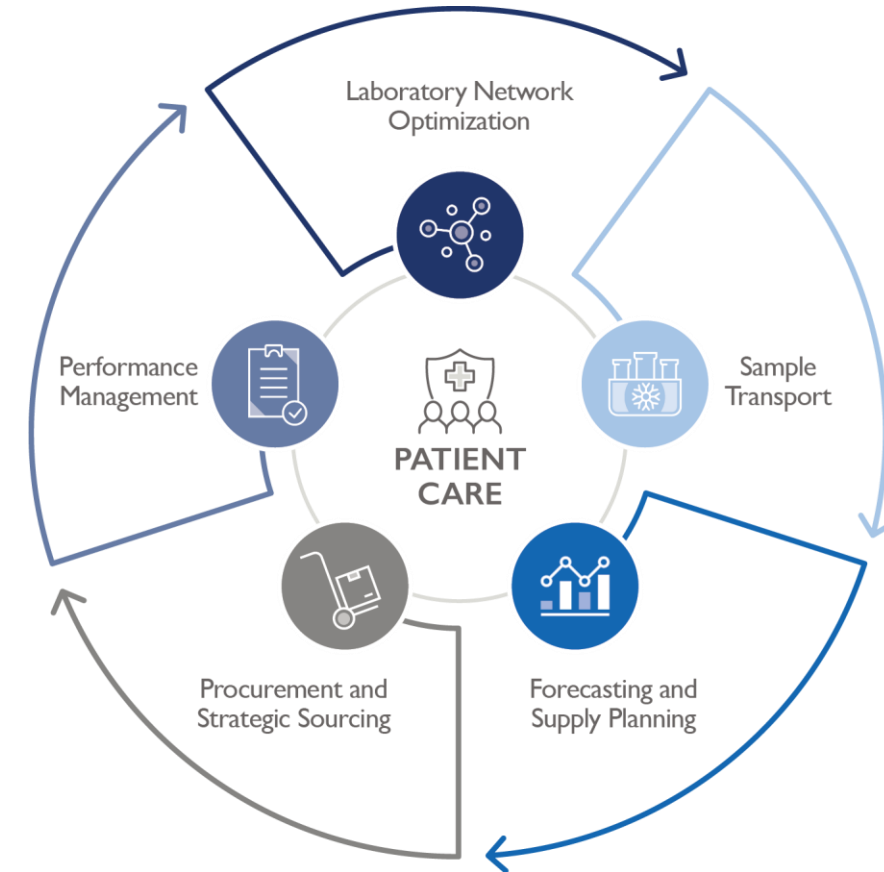 Laboratory Network
Optimization
Sample
Transport
Forecasting and
Supply Planning
Procurement and
Strategic Sourcing
Performance
Management
PATIENT
CARE